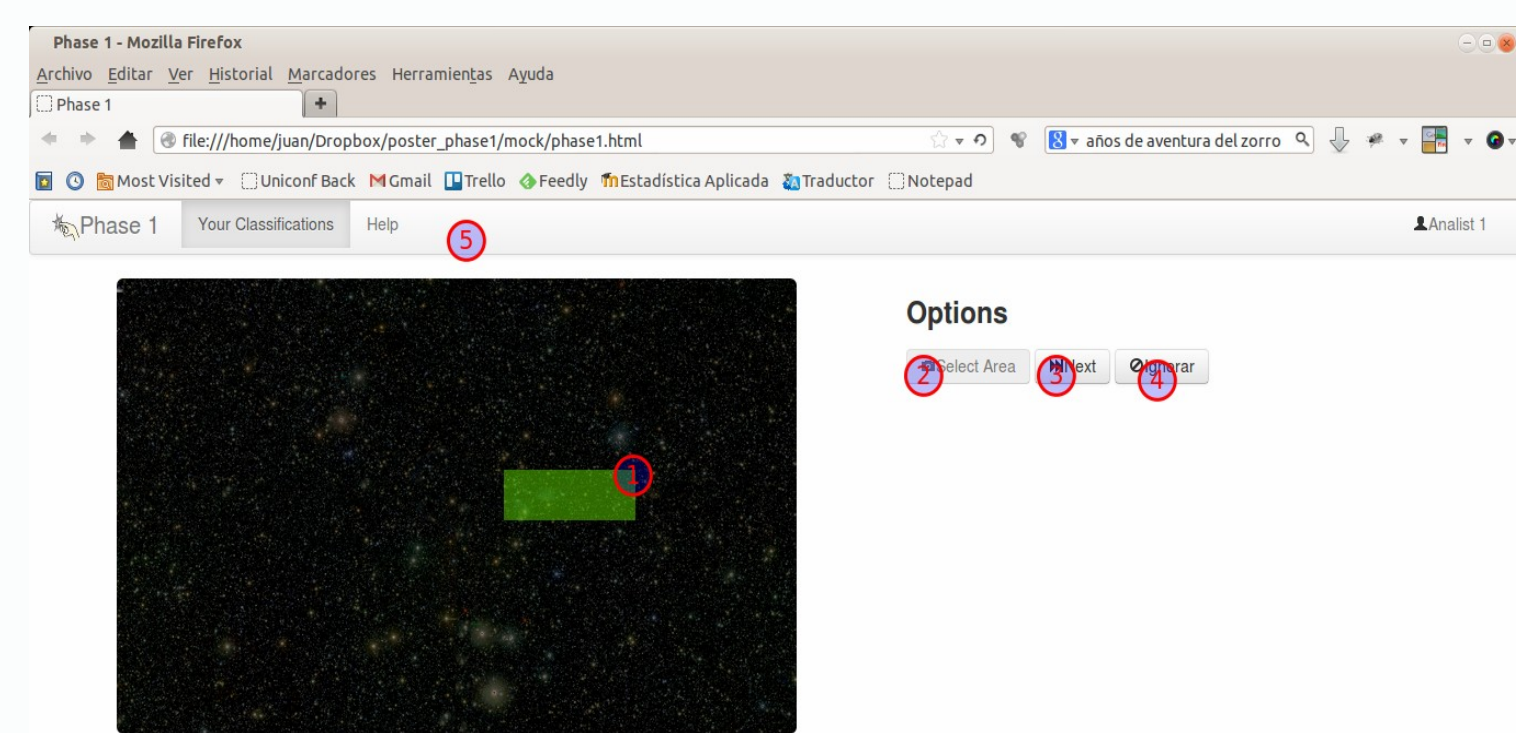 Phase 1 - Mozilla Firefox
Archivo Editar Ver Historial Marcadores Herramientas Ayuda
Phase 1 +
file:///home/juan/Dropbox/poster_phase1/mock/phase1.html 8 años de aventura del zorro
Most Visited Uniconf Back Gmail Trello Feedly Estadística Aplicada Traductor Notepad
Phase 1 Your Classifications Help 5 Analist 1
Options
2 Select Area 3 Next 4 Ignorar
1